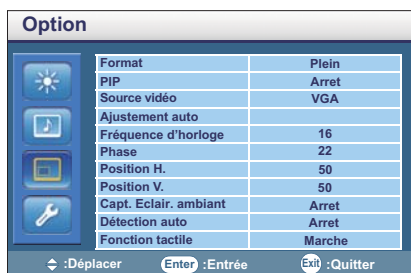 Option
Format Plein
PIP Arret
Source vidéo VGA
Ajustement auto
Fréquence d’horloge 16
Phase 22
Position H. 50
Position V. 50
Capt. Eclair. ambiant Arret
Détection auto Arret
Fonction tactile Marche
:Déplacer Enter :Entrée Exit :Quitter